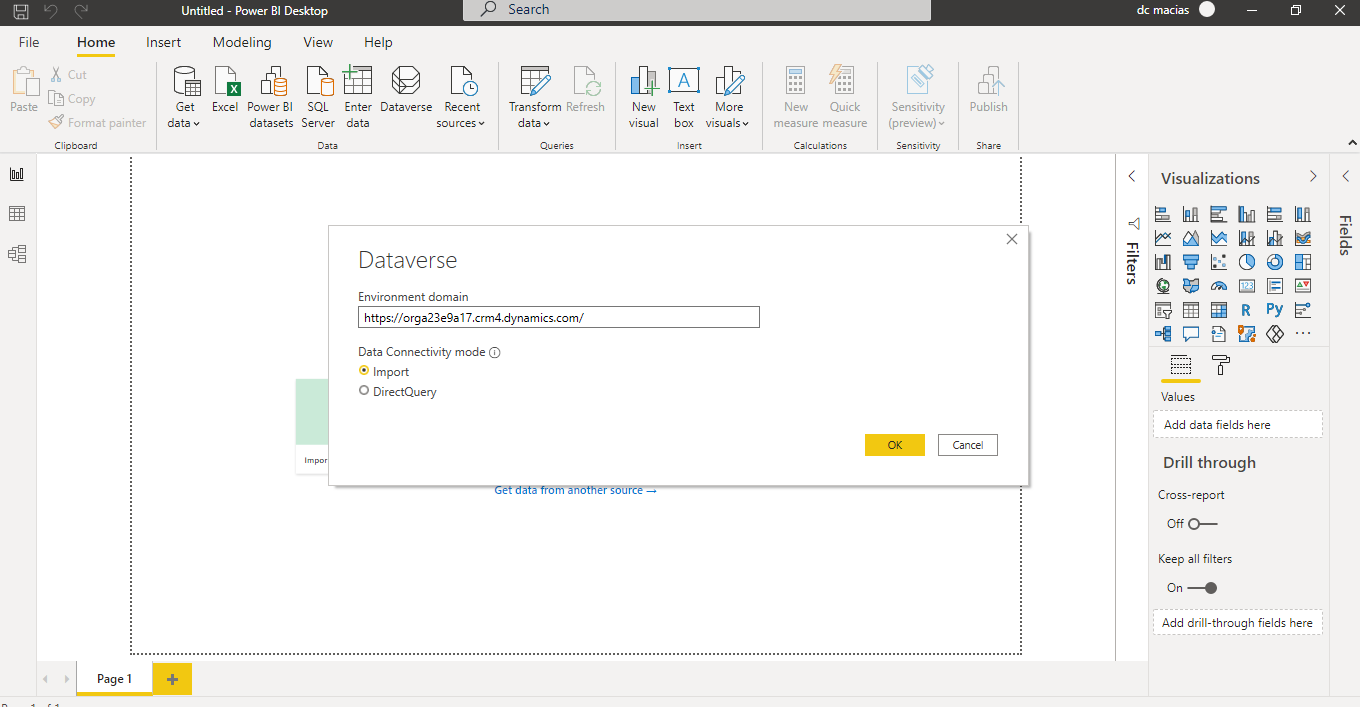 Untitled - Power BI Desktop
Search
dc macias
File Home Insert Modeling View Help
Paste
Cut
Copy
Format painter
Clipboard
Get data
Excel
Power BI datasets
SQL Server
Enter data
Dataverse
Recent sources
Data
Transform data
Refresh
Queries
New visual
Text box
More visuals
Insert
New measure
Quick measure
Calculations
Sensitivity (preview)
Sensitivity
Publish
Share
Dataverse
Environment domain
https://orga23e9a17.crm4.dynamics.com/
Data Connectivity mode
Import
DirectQuery
OK
Cancel
Impor
Get data from another source →
Filters
Visualizations
123
R
Py
Values
Add data fields here
Drill through
Cross-report
Off
Keep all filters
On
Add drill-through fields here
Fields
Page 1